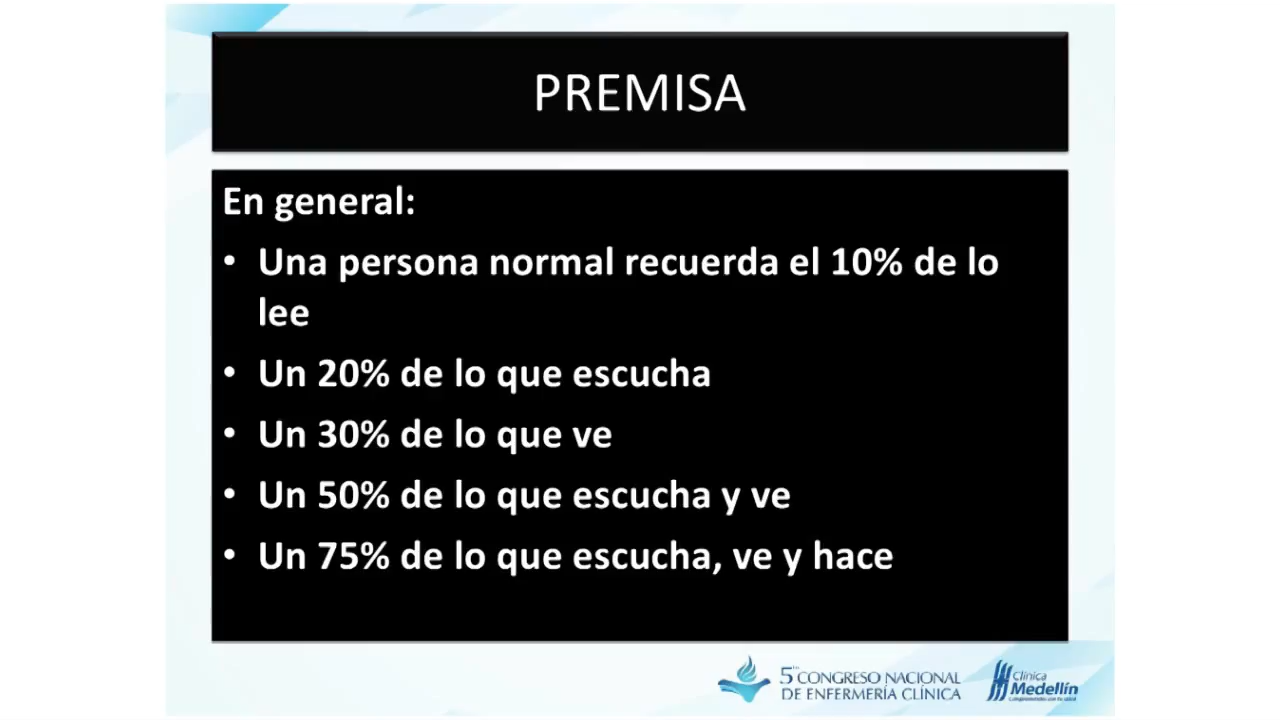 PREMISA
En general:
• Una persona normal recuerda el 10% de lo
lee
• Un 20% de lo que escucha
• Un 30% de lo que ve
• Un 50% de lo que escucha y ve
• Un 75% de lo que escucha, ve y hace
5to CONGRESO NACIONAL
DE ENFERMERÍA CLÍNICA
Clínica
Medellín